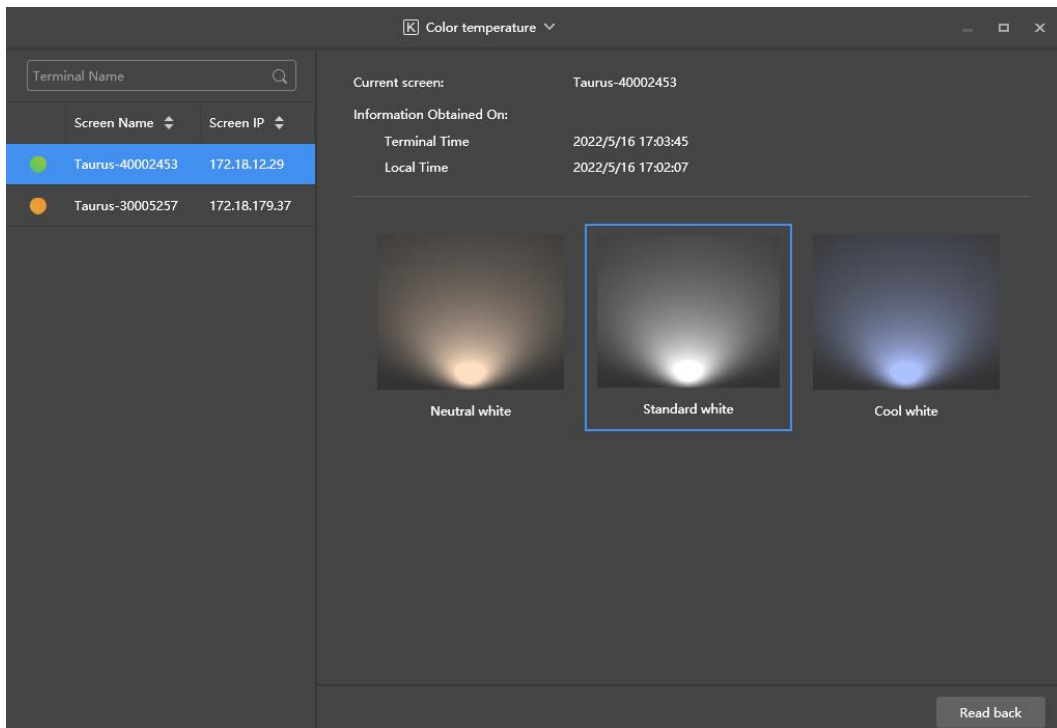 K Color temperature
Terminal Name
Screen Name Screen IP
Taurus-40002453 172.18.12.29
Taurus-30005257 172.18.179.37
Current screen: Taurus-40002453
Information Obtained On:
Terminal Time 2022/5/16 17:03:45
Local Time 2022/5/16 17:02:07
Neutral white Standard white Cool white
Read back